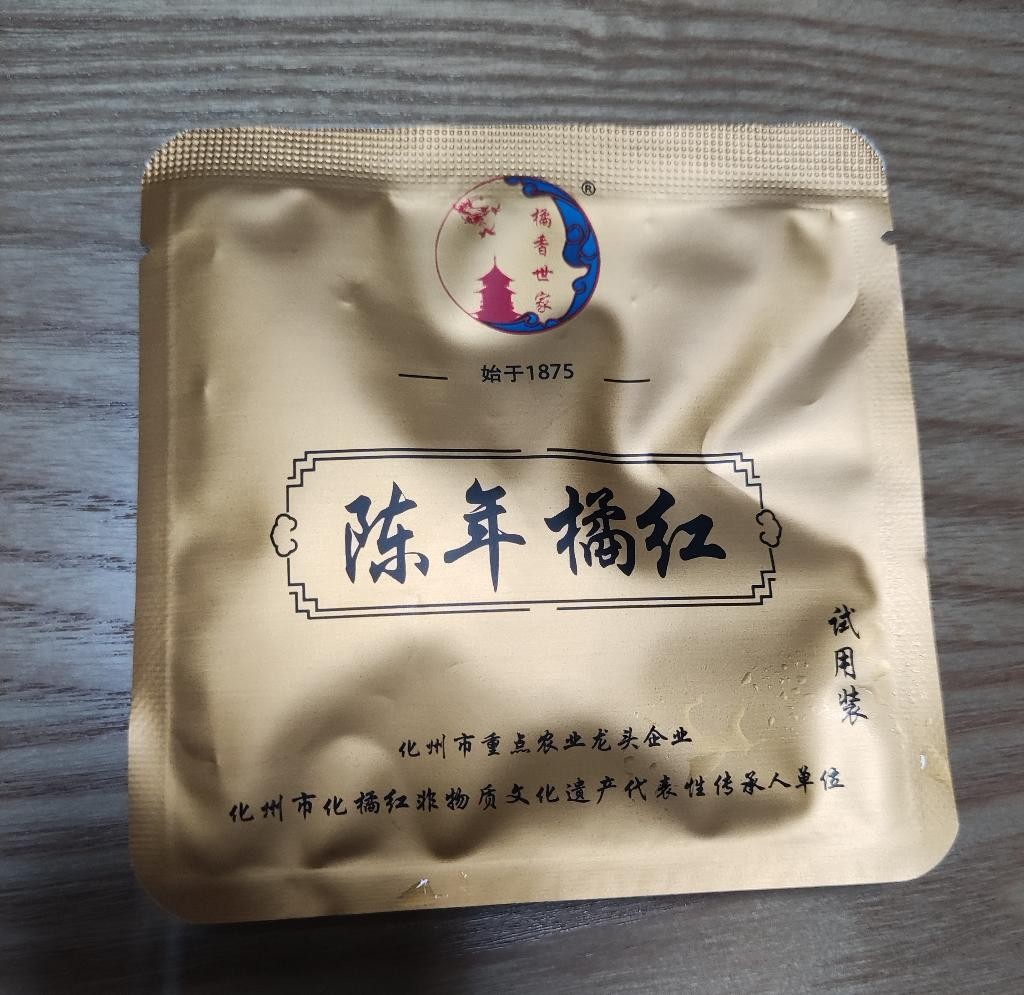 橘香世家
®
始于1875
陈年橘红
试用装
化州市重点农业龙头企业
化州市化橘红非物质文化遗产代表性传承人单位